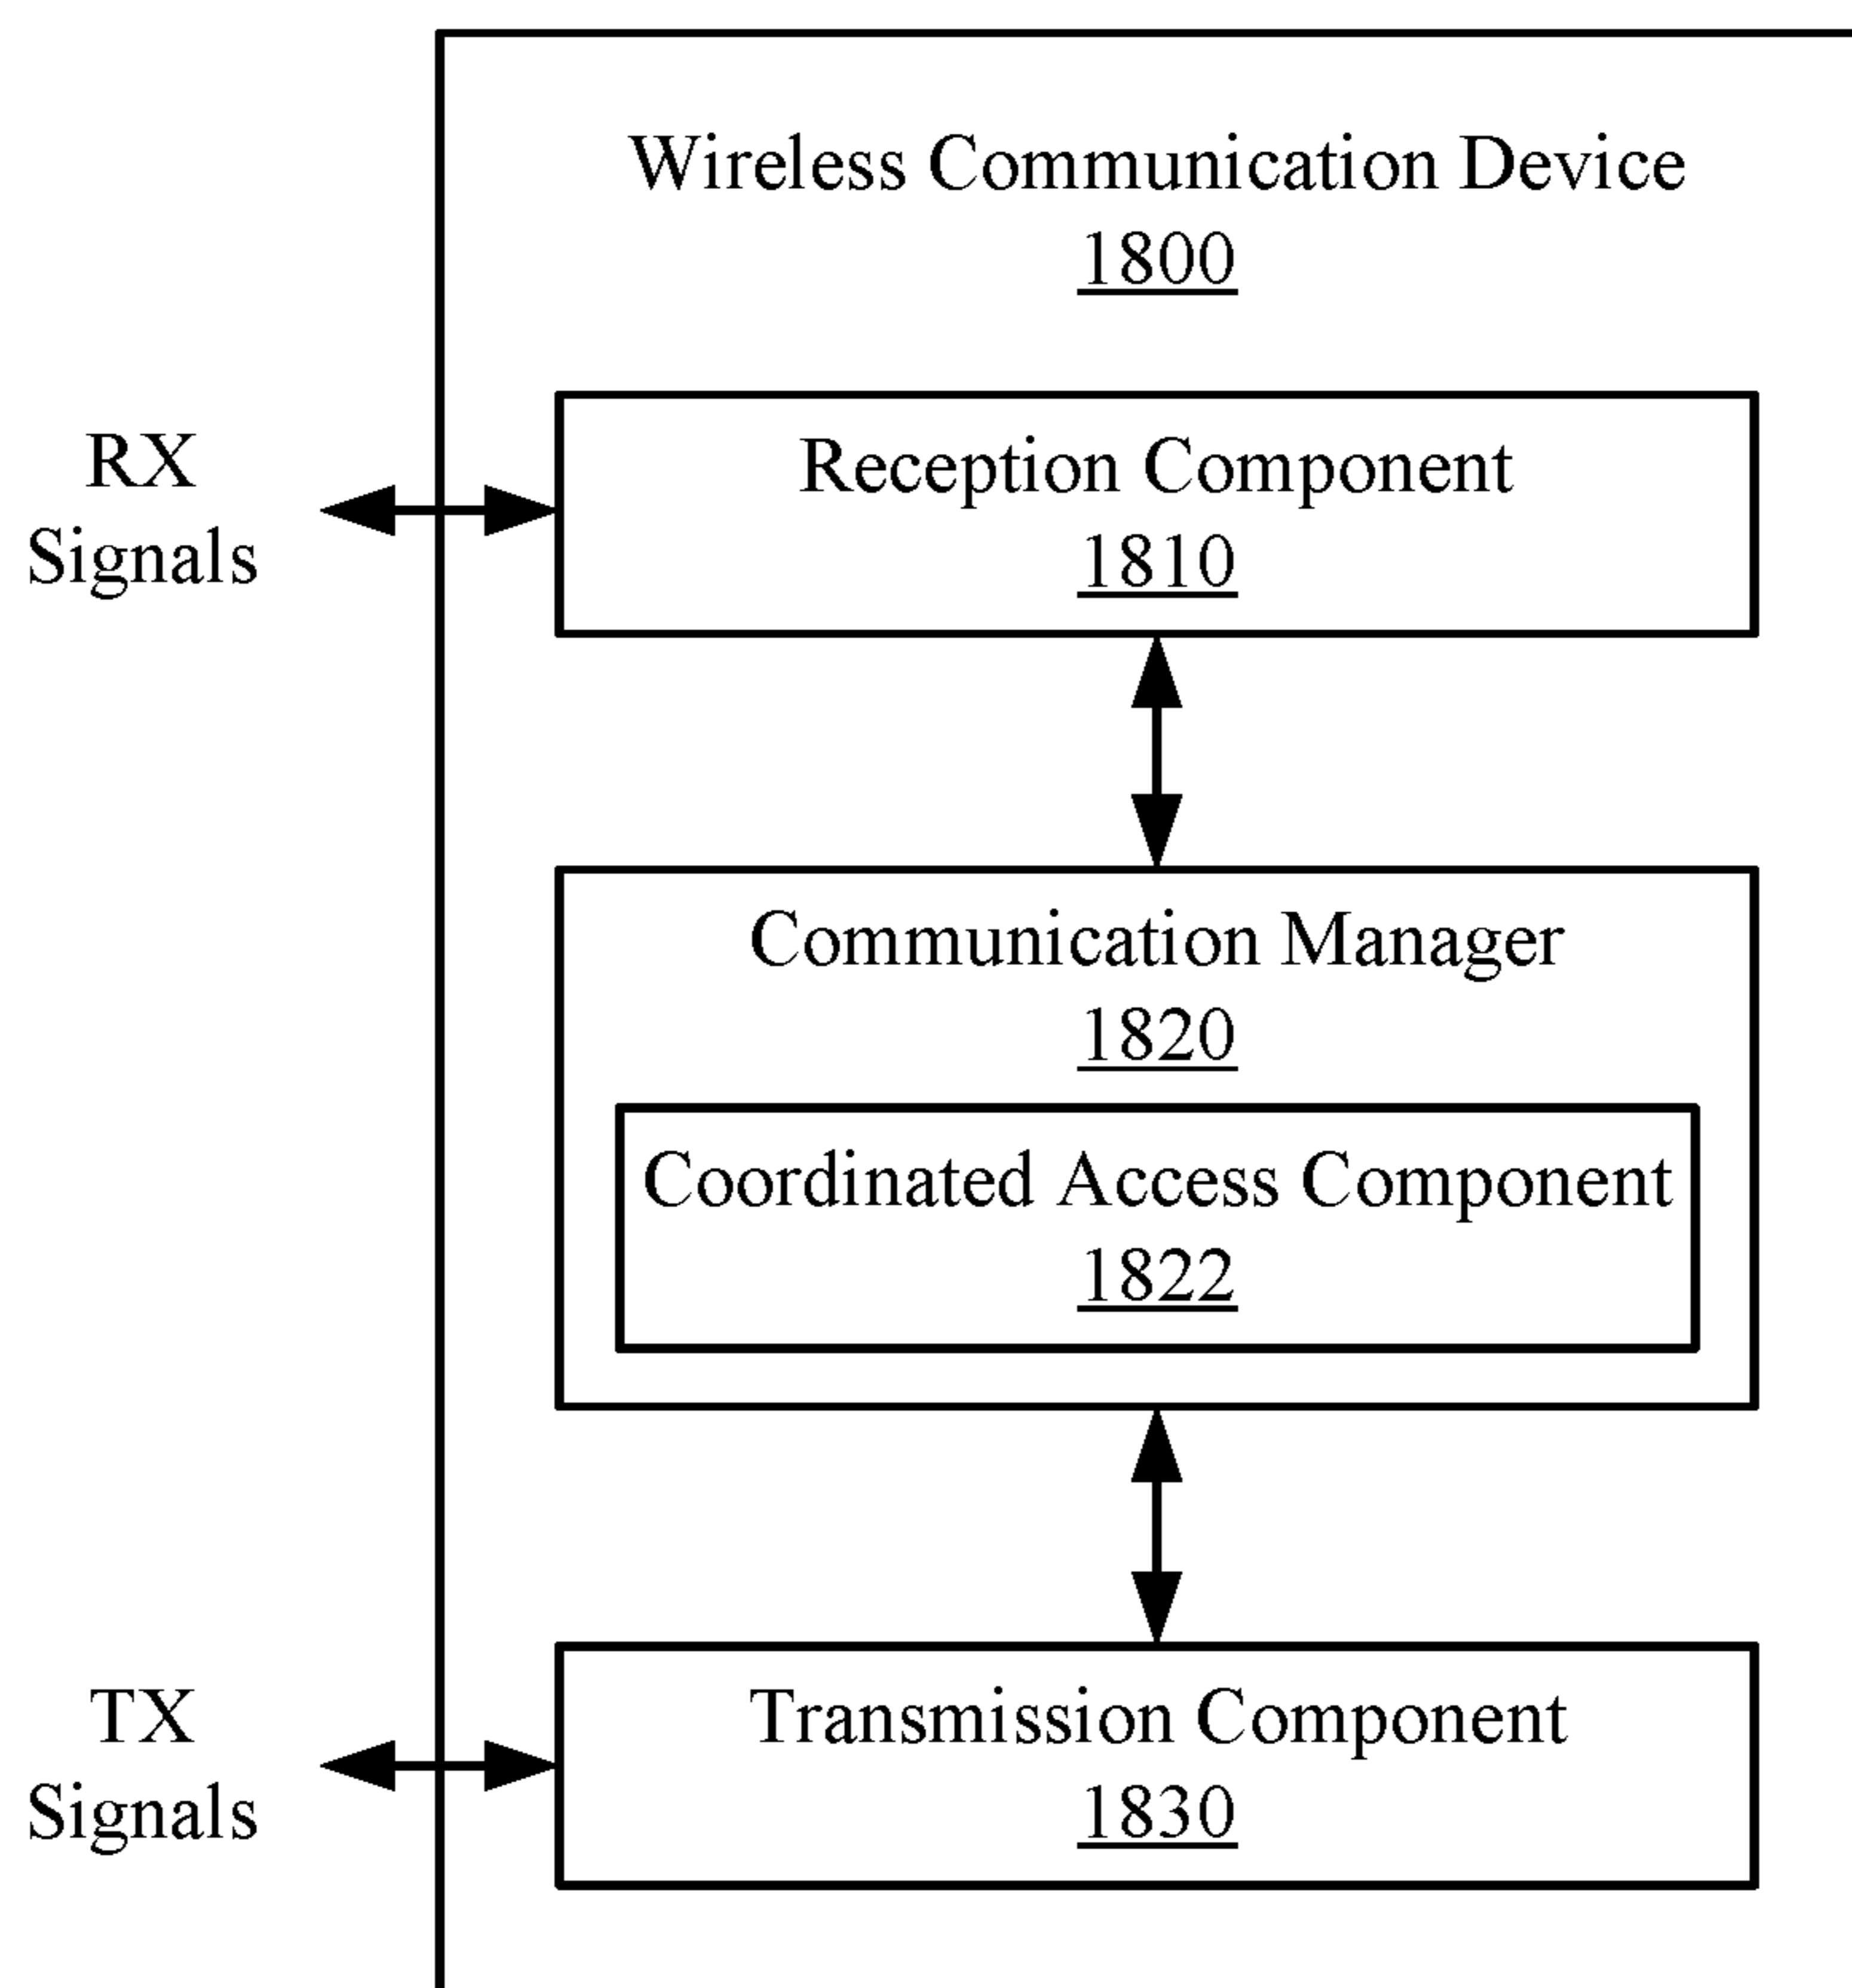 Wireless Communication Device
1800
RX
Signals
Reception Component
1810
Communication Manager
1820
Coordinated Access Component
1822
TX
Signals
Transmission Component
1830